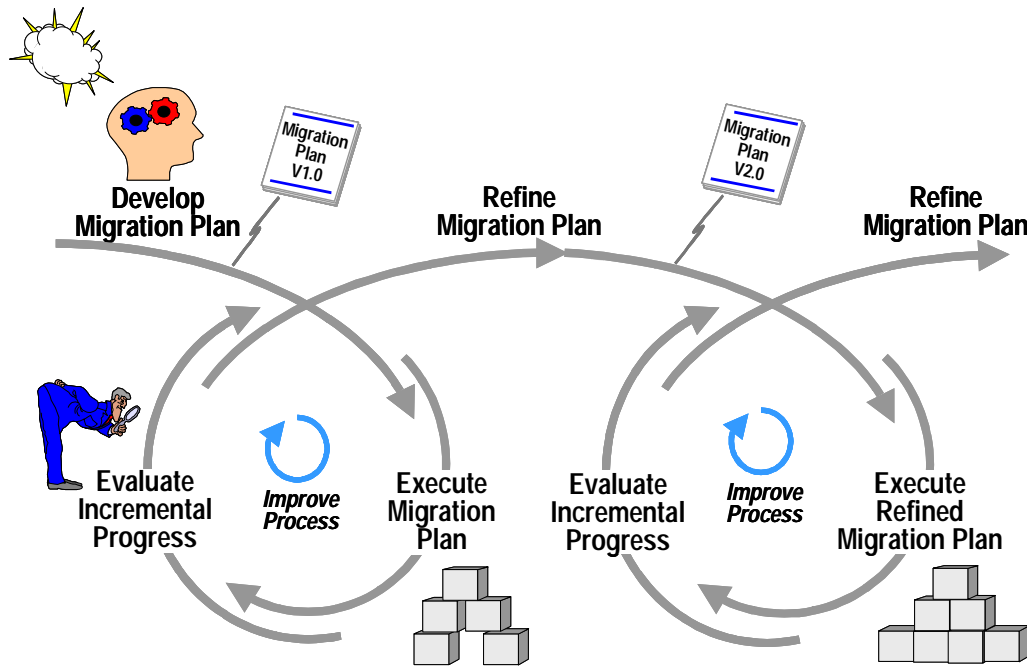 Migration
Plan
V1.0
Migration
Plan
V2.0
Develop
Migration Plan
Refine
Migration Plan
Refine
Migration Plan
Evaluate
Incremental
Progress
Improve
Process
Execute
Migration
Plan
Evaluate
Incremental
Progress
Improve
Process
Execute
Refined
Migration Plan